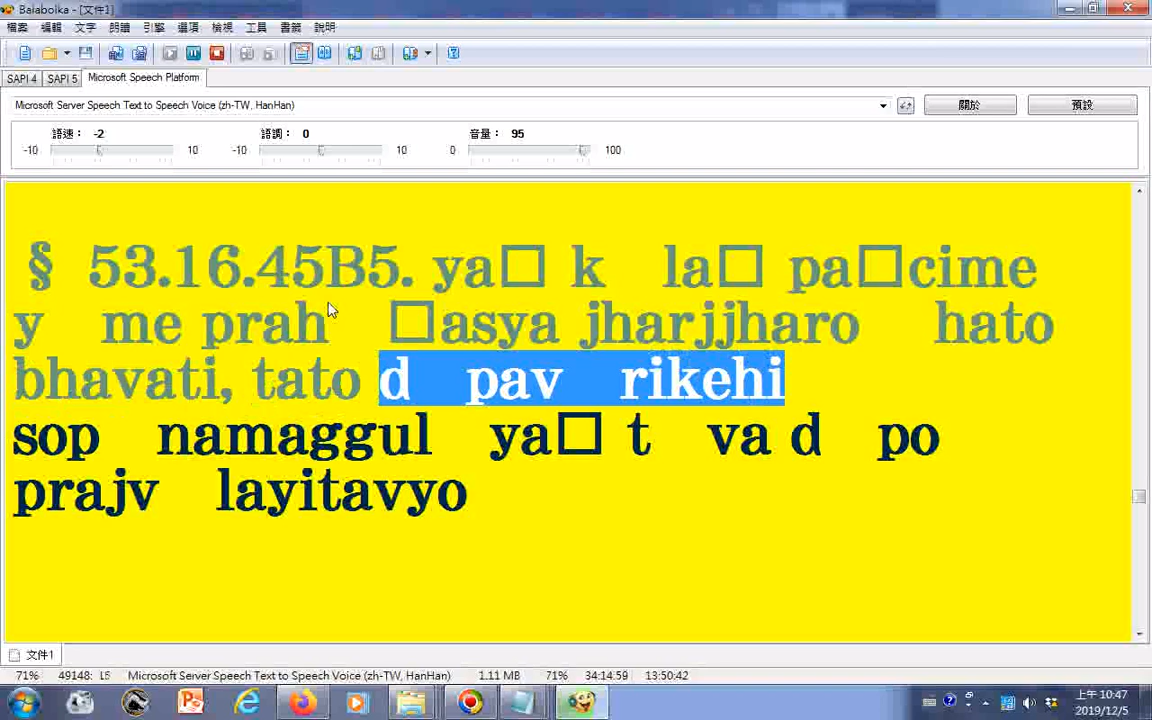 Balabolka - [文件1]
檔案 編輯 文字 朗讀 引擎 選項 檢視 工具 書籤 說明
SAPI 4 SAPI 5 Microsoft Speech Platform
Microsoft Server Speech Text to Speech Voice (zh-TW, HanHan) 關於 預設
語速： -2 語調： 0 音量： 95
-10 10 -10 10 0 100
§ 53.16.45B5. ya□ k la□ pa□cime
y me prah □asya jharjjharo hato
bhavati, tato d pav rikehi
sop namaggul ya□ t va d po
prajv layitavyo
文件1
71% 49148: 15 Microsoft Server Speech Text to Speech Voice (zh-TW, HanHan) 1.11 MB 71% 34:14:59 13:50:42
上午 10:47
2019/12/5